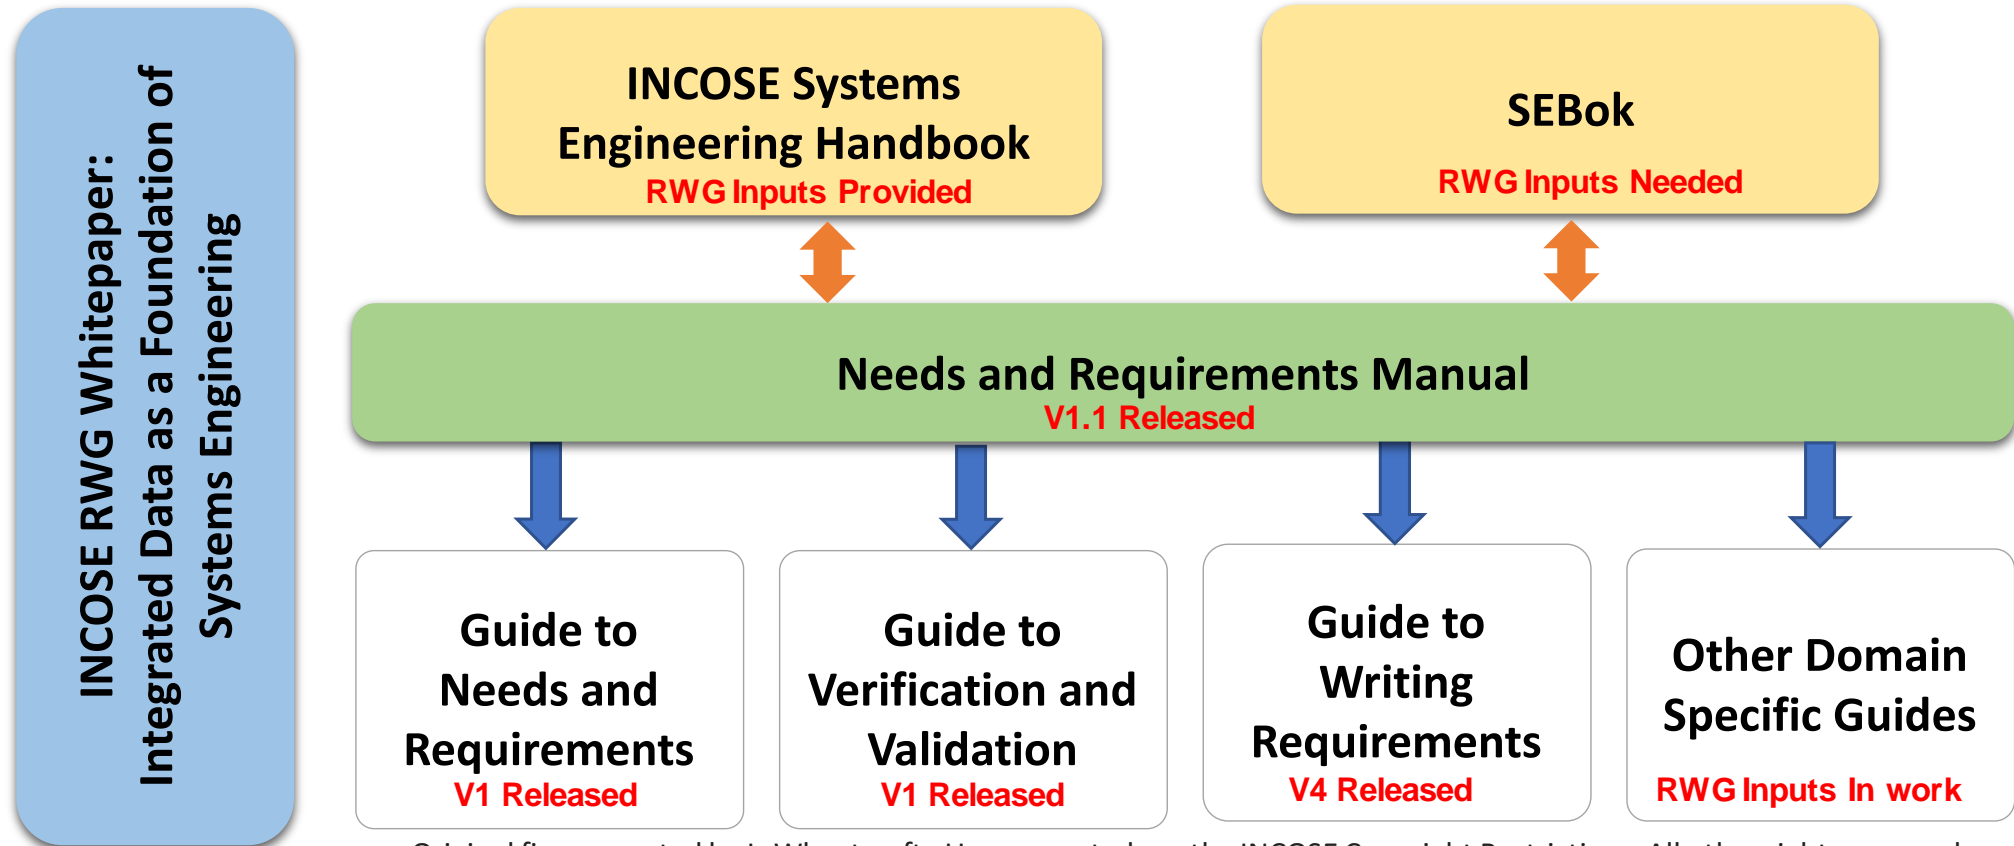 INCOSE RWG Whitepaper:
Integrated Data as a Foundation of
Systems Engineering
INCOSE Systems
Engineering Handbook
RWG Inputs Provided
SEBok
RWG Inputs Needed
Needs and Requirements Manual
V1.1 Released
Guide to
Needs and
Requirements
V1 Released
Guide to
Verification and
Validation
V1 Released
Guide to
Writing
Requirements
V4 Released
Other Domain
Specific Guides
RWG Inputs In work